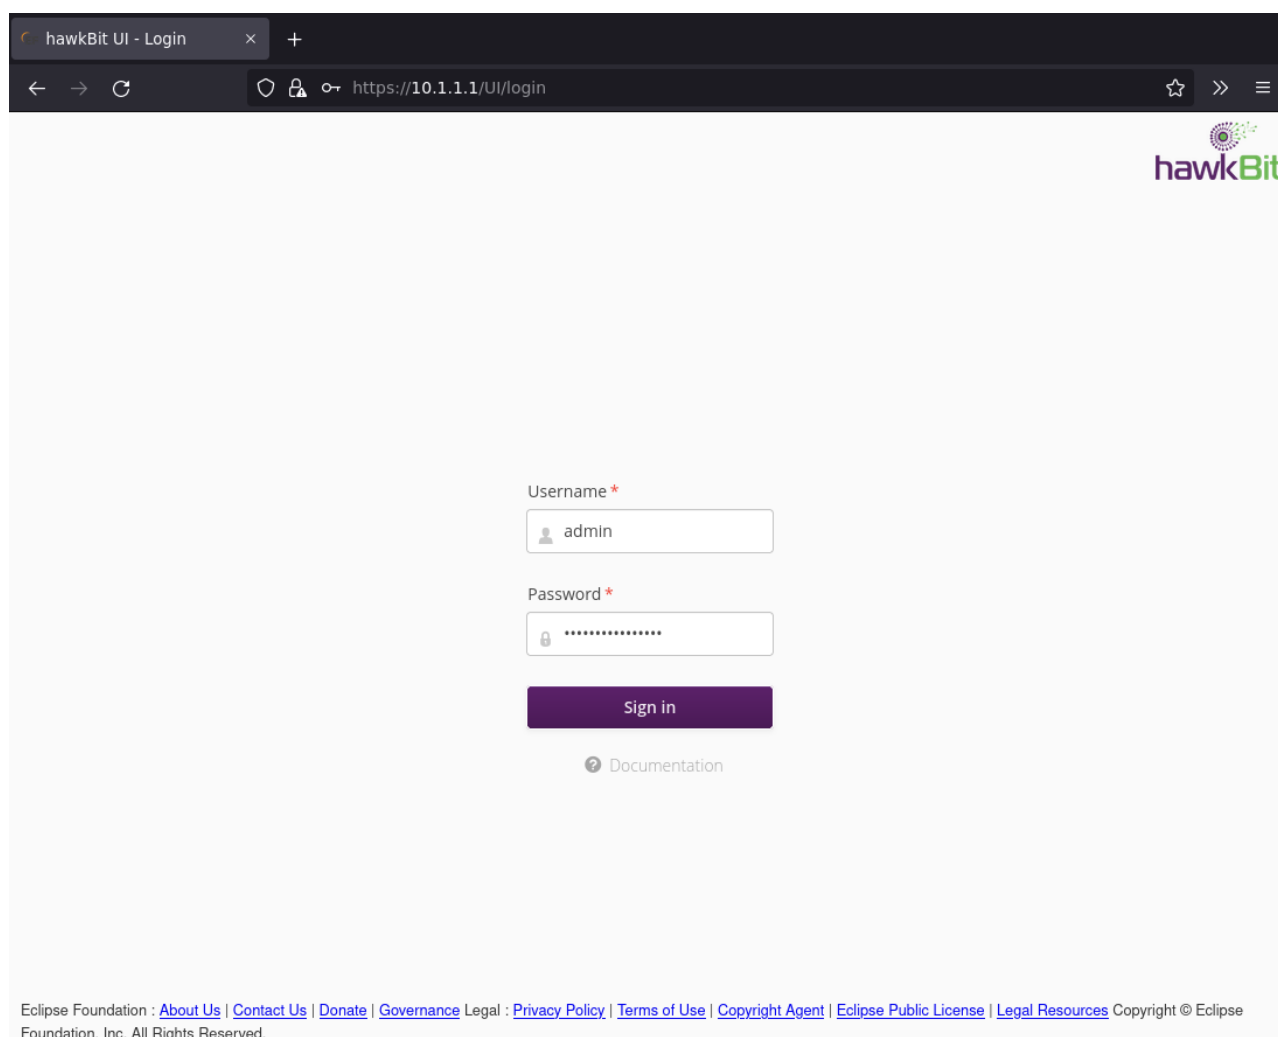 hawkBit UI - Login
https://10.1.1.1/UI/login
hawkBit
Username *
admin
Password *
••••••••••••••••
Sign in
Documentation
Eclipse Foundation : About Us | Contact Us | Donate | Governance Legal : Privacy Policy | Terms of Use | Copyright Agent | Eclipse Public License | Legal Resources Copyright © Eclipse
Foundation, Inc. All Rights Reserved.